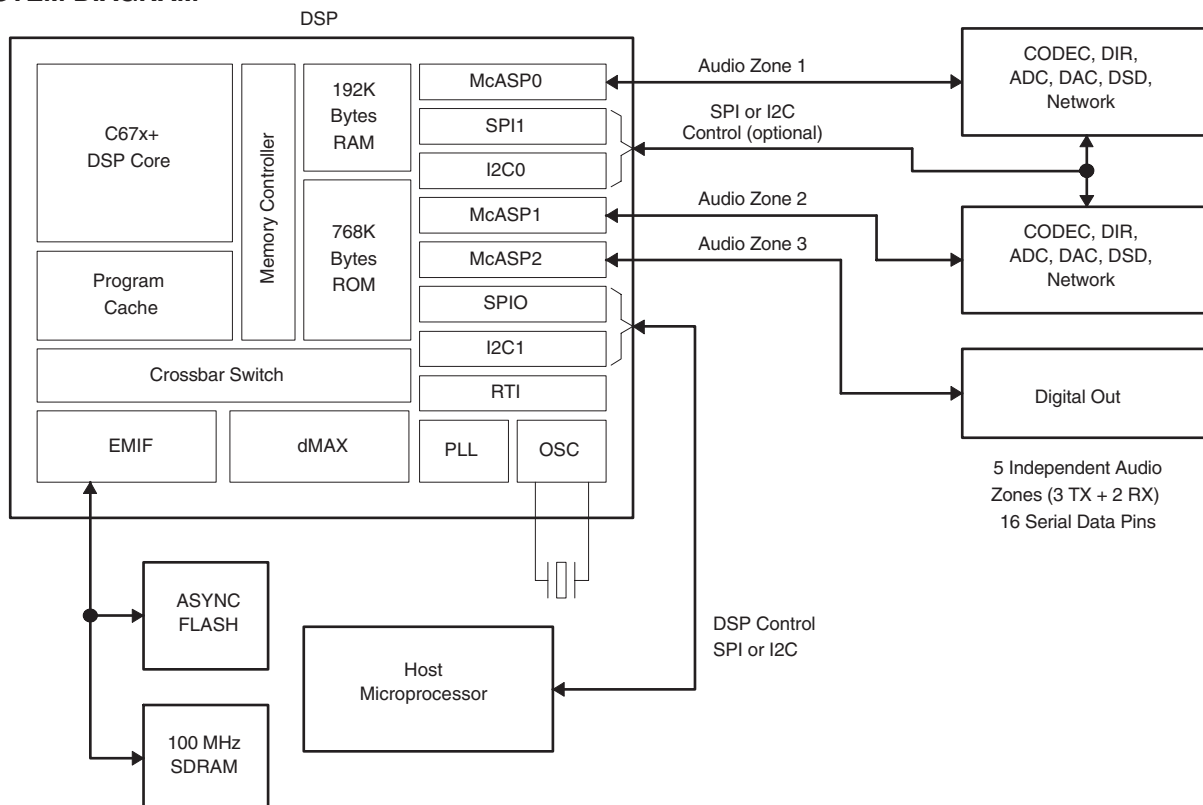 DSP
C67x+
DSP Core
Program
Cache
Memory Controller
192K
Bytes
RAM
768K
Bytes
ROM
Crossbar Switch
EMIF
dMAX
McASP0
SPI1
I2C0
McASP1
McASP2
SPIO
I2C1
RTI
PLL
OSC
Audio Zone 1
SPI or I2C
Control (optional)
Audio Zone 2
Audio Zone 3
CODEC, DIR,
ADC, DAC, DSD,
Network
CODEC, DIR,
ADC, DAC, DSD,
Network
Digital Out
5 Independent Audio
Zones (3 TX + 2 RX)
16 Serial Data Pins
ASYNC
FLASH
100 MHz
SDRAM
Host
Microprocessor
DSP Control
SPI or I2C